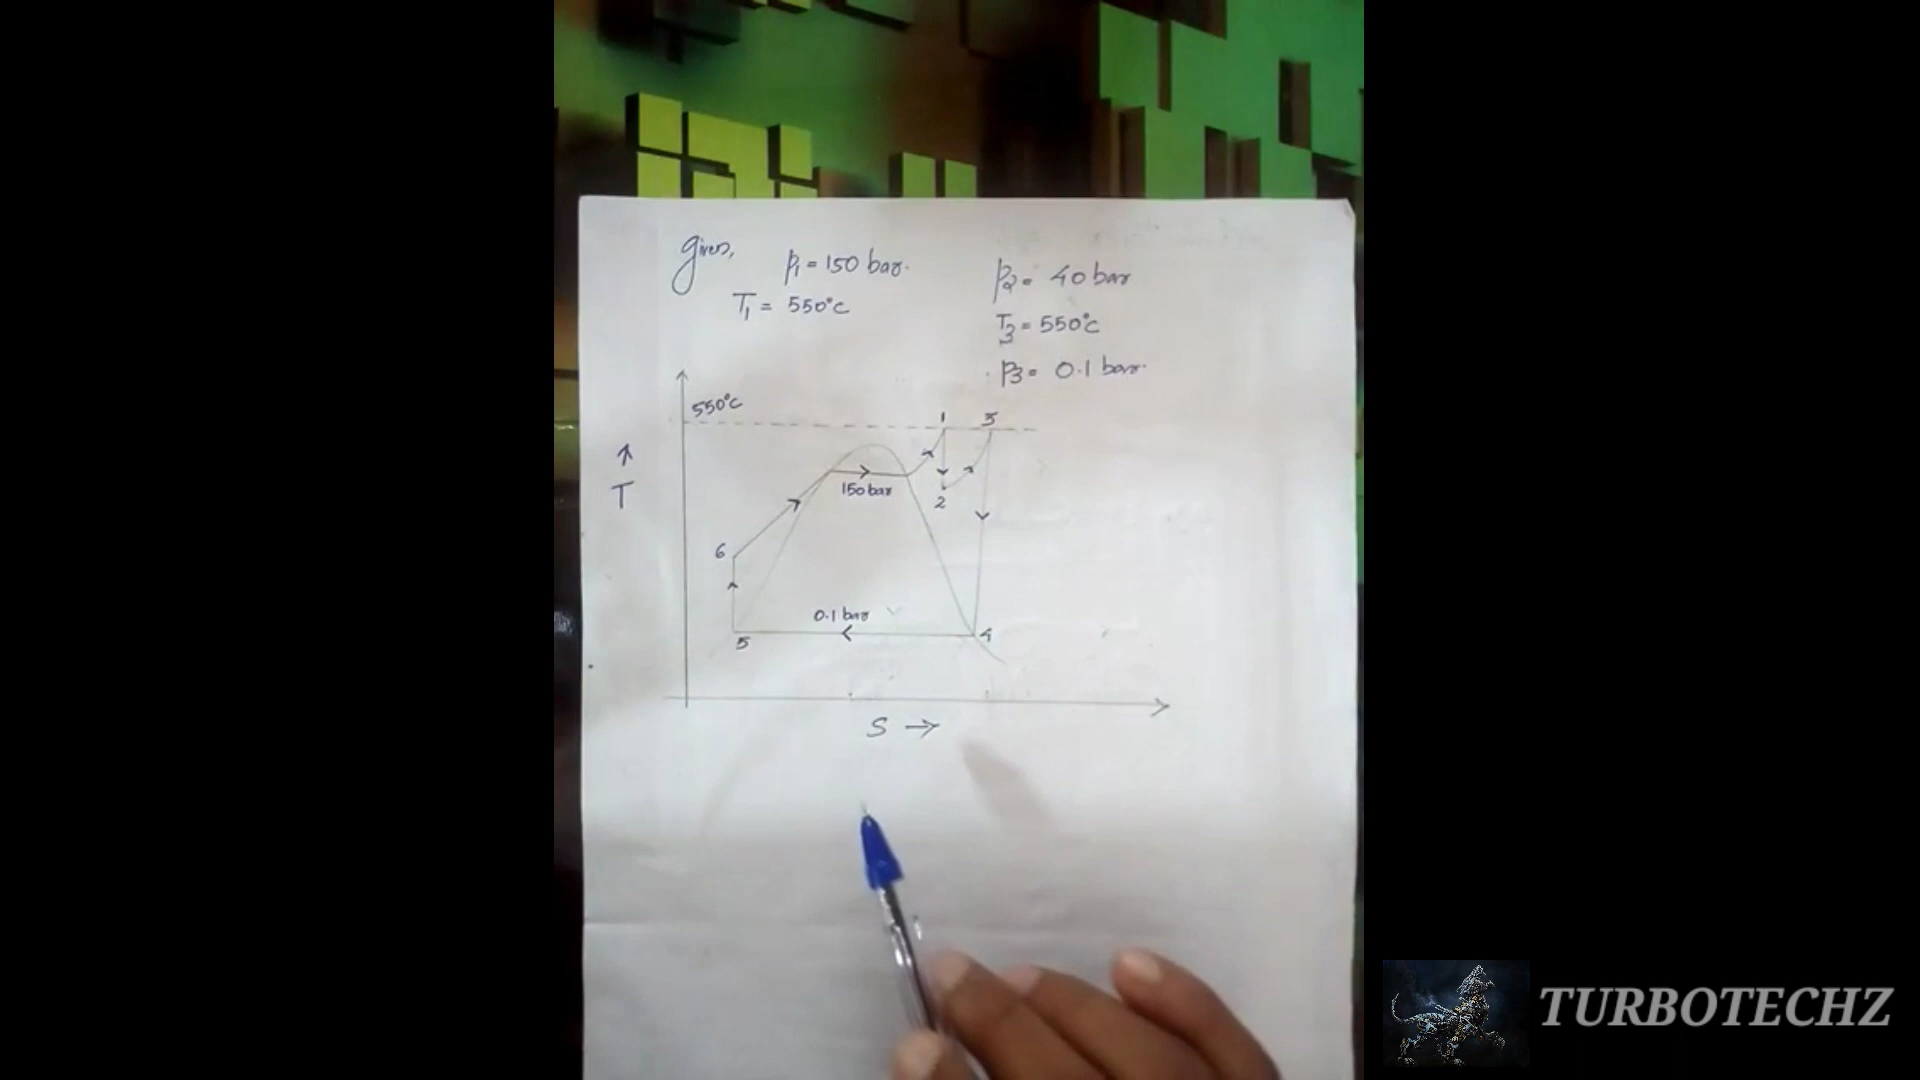 Given,
P1 = 150 bar.
T1 = 550°C
P2 = 40 bar
T3 = 550°C
P3 = 0.1 bar.
550°C
1 3
↑
T
150 bar
2
6
0.1 bar
5 4
S →
TURBOTECHZ